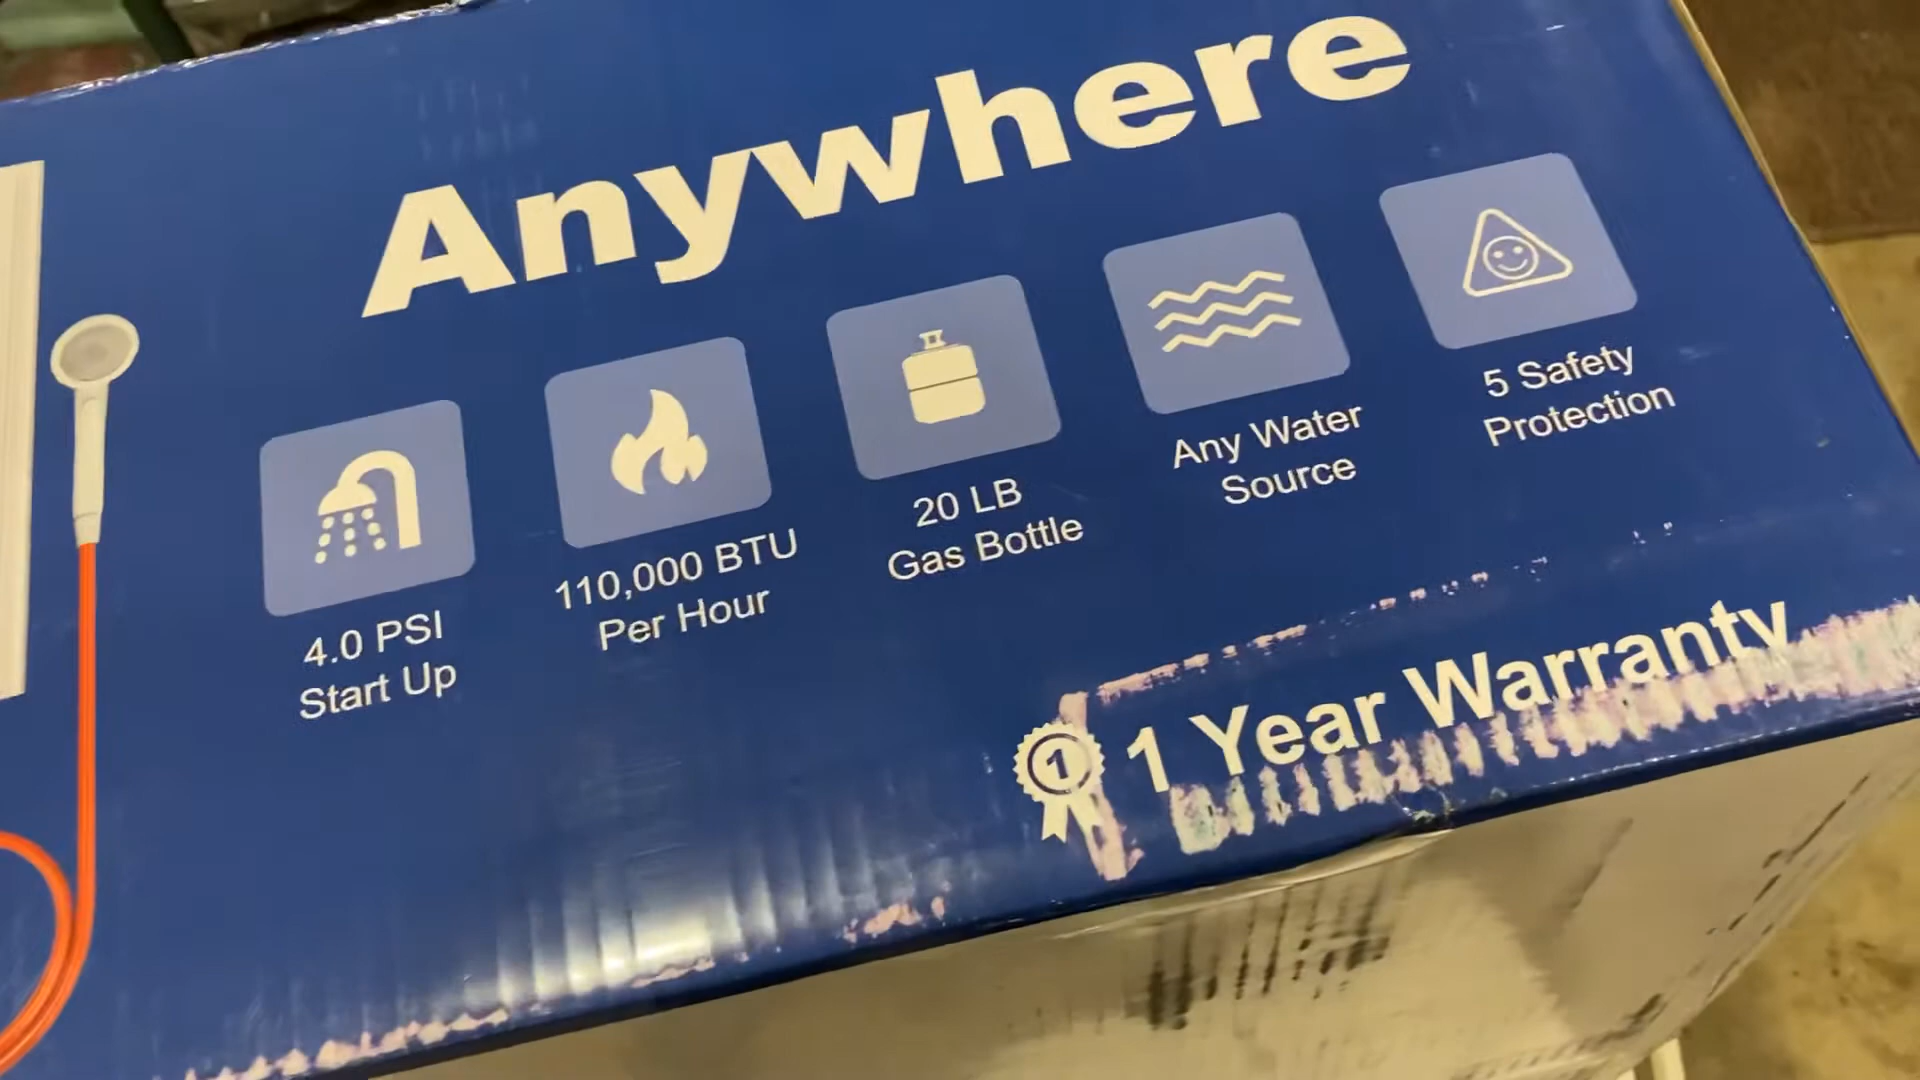 Anywhere
4.0 PSI
Start Up
110,000 BTU
Per Hour
20 LB
Gas Bottle
Any Water
Source
5 Safety
Protection
1
1 Year Warranty